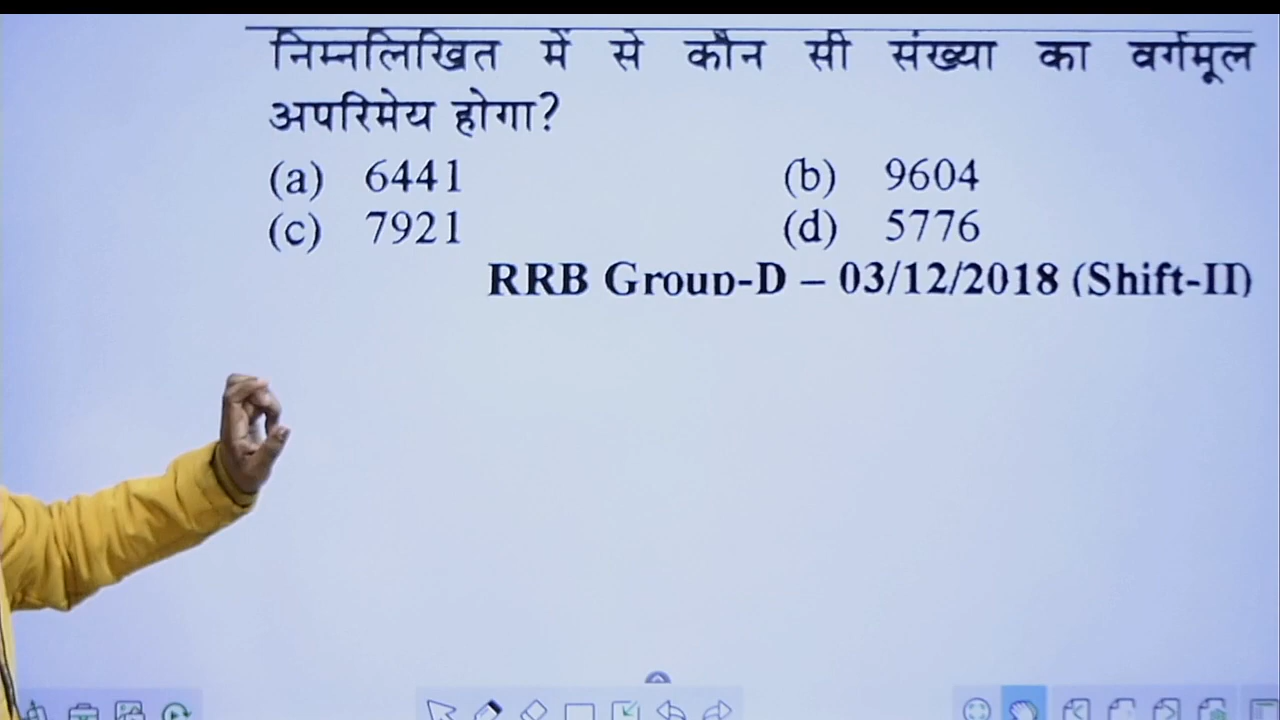 निम्नलिखित में से कौन सी संख्या का वर्गमूल
अपरिमेय होगा?
(a) 6441 (b) 9604
(c) 7921 (d) 5776
RRB Group-D – 03/12/2018 (Shift-II)